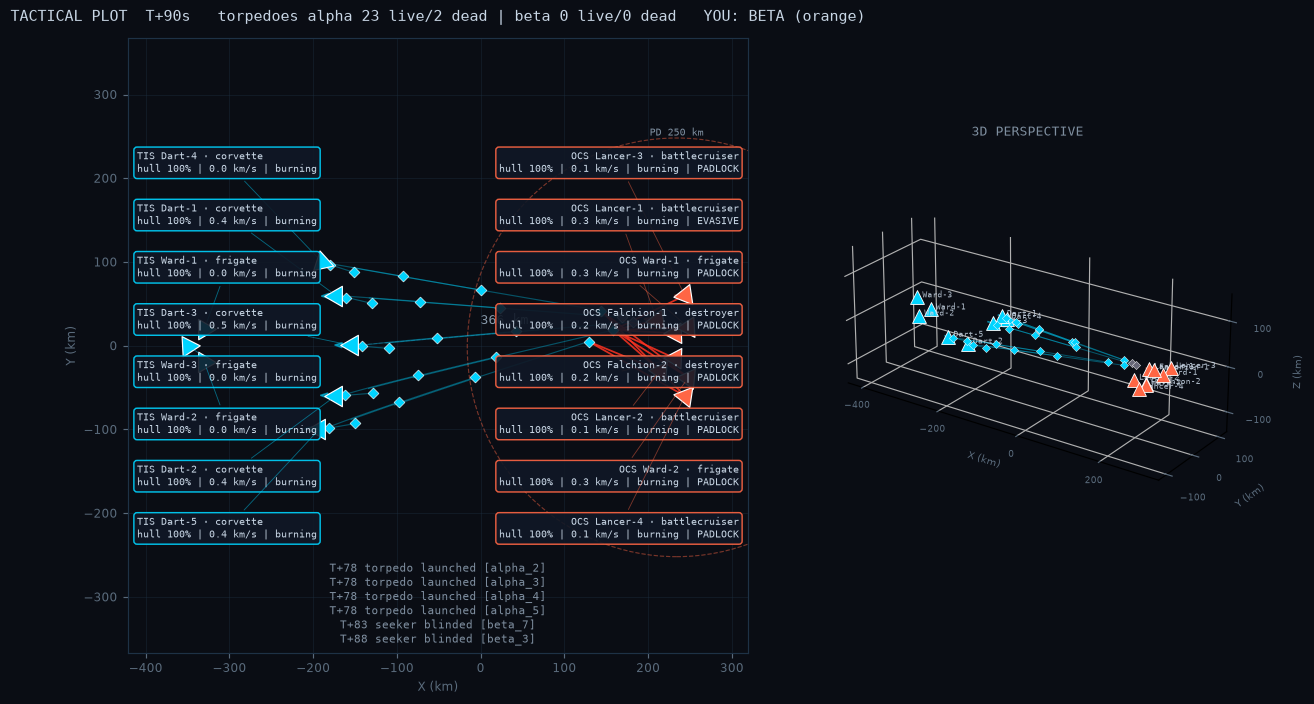 TACTICAL PLOT  T+90s   torpedoes alpha 23 live/2 dead | beta 0 live/0 dead   YOU: BETA (orange)
3D PERSPECTIVE
PD 250 km
TIS Dart-4 · corvette
hull 100% | 0.0 km/s | burning
TIS Dart-1 · corvette
hull 100% | 0.4 km/s | burning
TIS Ward-1 · frigate
hull 100% | 0.0 km/s | burning
TIS Dart-3 · corvette
hull 100% | 0.5 km/s | burning
TIS Ward-3 · frigate
hull 100% | 0.0 km/s | burning
TIS Ward-2 · frigate
hull 100% | 0.0 km/s | burning
TIS Dart-2 · corvette
hull 100% | 0.4 km/s | burning
TIS Dart-5 · corvette
hull 100% | 0.4 km/s | burning
OCS Lancer-3 · battlecruiser
hull 100% | 0.1 km/s | burning | PADLOCK
OCS Lancer-1 · battlecruiser
hull 100% | 0.3 km/s | burning | EVASIVE
OCS Ward-1 · frigate
hull 100% | 0.3 km/s | burning | PADLOCK
OCS Falchion-1 · destroyer
hull 100% | 0.2 km/s | burning | PADLOCK
OCS Falchion-2 · destroyer
hull 100% | 0.2 km/s | burning | PADLOCK
OCS Lancer-2 · battlecruiser
hull 100% | 0.1 km/s | burning | PADLOCK
OCS Ward-2 · frigate
hull 100% | 0.3 km/s | burning | PADLOCK
OCS Lancer-4 · battlecruiser
hull 100% | 0.1 km/s | burning | PADLOCK
T+78 torpedo launched [alpha_2]
T+78 torpedo launched [alpha_3]
T+78 torpedo launched [alpha_4]
T+78 torpedo launched [alpha_5]
T+83 seeker blinded [beta_7]
T+88 seeker blinded [beta_3]
300
200
100
0
−100
−200
−300
Y (km)
−400
−300
−200
−100
0
100
200
300
X (km)
Ward-3
Ward-1
Dart-5
−400
−200
0
200
X (km)
−100
0
100
Y (km)
100
0
−100
Z (km)